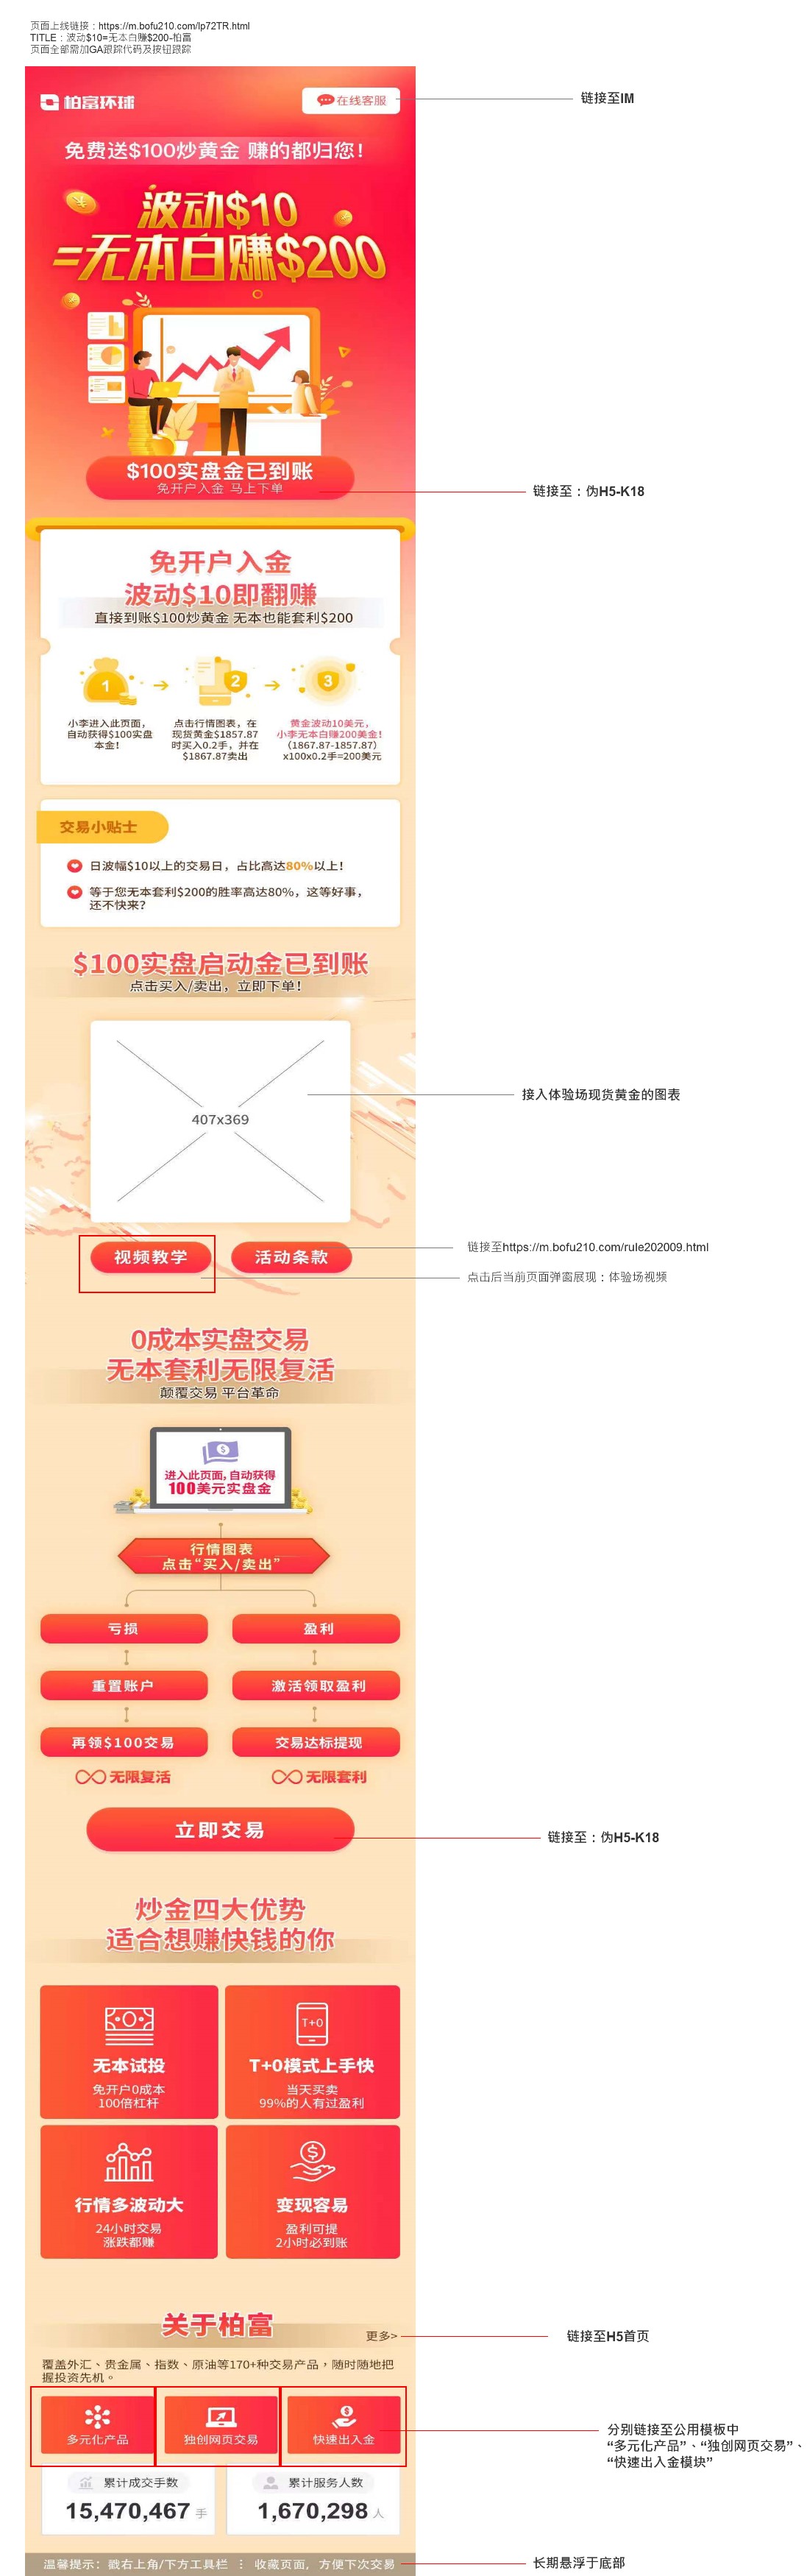 页面上线链接：https://m.bofu210.com/lp72TR.html
TITLE：波动$10=无本白赚$200-柏富
页面全部需加GA跟踪代码及按钮跟踪
柏富环球
在线客服
链接至IM
免费送$100炒黄金 赚的都归您！
波动$10
=无本白赚$200
$100实盘金已到账
免开户入金 马上下单
链接至：伪H5-K18
免开户入金
波动$10即翻赚
直接到账$100炒黄金 无本也能套利$200
1
2
3
小李进入此页面，
自动获得$100实盘
本金！
点击行情图表，在
现货黄金$1857.87
时买入0.2手，并在
$1867.87卖出
黄金波动10美元，
小李无本白赚200美金！
（1867.87-1857.87）
x100x0.2手=200美元
交易小贴士
日波幅$10以上的交易日，占比高达80%以上！
等于您无本套利$200的胜率高达80%，这等好事，
还不快来？
$100实盘启动金已到账
点击买入/卖出，立即下单！
407x369
接入体验场现货黄金的图表
视频教学
活动条款
链接至https://m.bofu210.com/rule202009.html
点击后当前页面弹窗展现：体验场视频
0成本实盘交易
无本套利无限复活
颠覆交易 平台革命
进入此页面,自动获得
100美元实盘金
行情图表
点击“买入/卖出”
亏损
盈利
重置账户
激活领取盈利
再领$100交易
交易达标提现
无限复活
无限套利
立即交易
链接至：伪H5-K18
炒金四大优势
适合想赚快钱的你
无本试投
免开户0成本
100倍杠杆
T+0
T+0模式上手快
当天买卖
99%的人有过盈利
行情多波动大
24小时交易
涨跌都赚
变现容易
盈利可提
2小时必到账
关于柏富
更多>
链接至H5首页
覆盖外汇、贵金属、指数、原油等170+种交易产品，随时随地把
握投资先机。
多元化产品
独创网页交易
快速出入金
分别链接至公用模板中
“多元化产品”、“独创网页交易”、
“快速出入金模块”
累计成交手数
15,470,467 手
累计服务人数
1,670,298 人
温馨提示：戳右上角/下方工具栏 ⋮ 收藏页面，方便下次交易
长期悬浮于底部